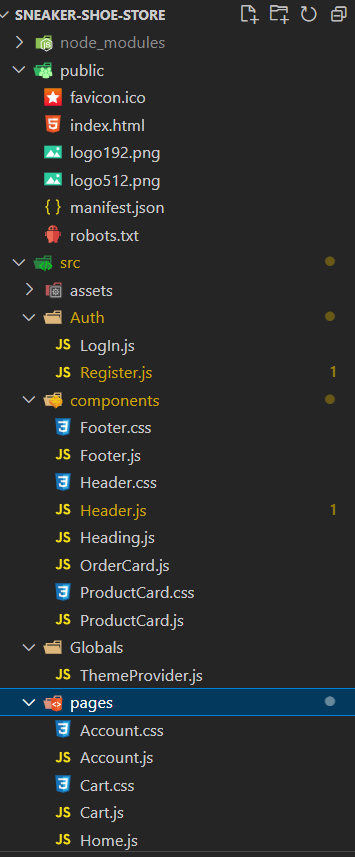 SNEAKER-SHOE-STORE
node_modules
public
favicon.ico
index.html
logo192.png
logo512.png
manifest.json
robots.txt
src
assets
Auth
JS LogIn.js
JS Register.js 1
components
Footer.css
JS Footer.js
Header.css
JS Header.js 1
JS Heading.js
JS OrderCard.js
ProductCard.css
JS ProductCard.js
Globals
JS ThemeProvider.js
pages
Account.css
JS Account.js
Cart.css
JS Cart.js
JS Home.js